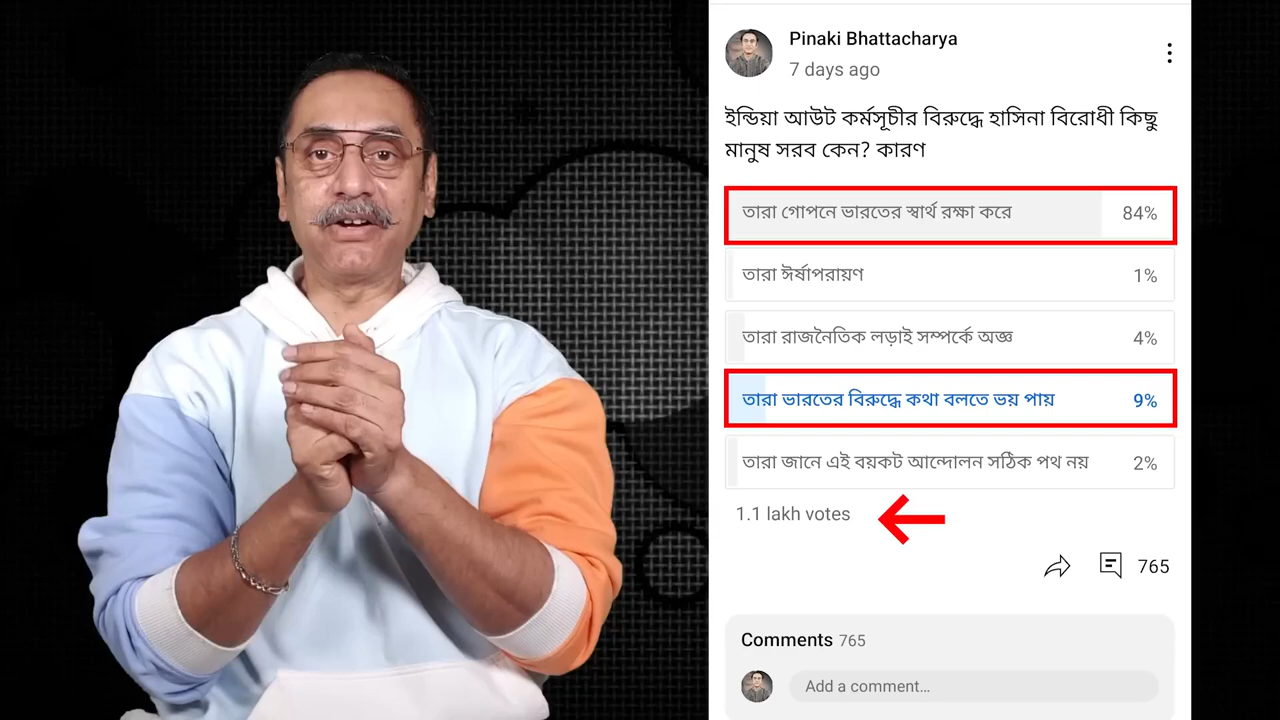 Pinaki Bhattacharya
7 days ago
ইন্ডিয়া আউট কর্মসূচীর বিরুদ্ধে হাসিনা বিরোধী কিছু
মানুষ সরব কেন? কারণ
তারা গোপনে ভারতের স্বার্থ রক্ষা করে 84%
তারা ঈর্ষাপরায়ণ 1%
তারা রাজনৈতিক লড়াই সম্পর্কে অজ্ঞ 4%
তারা ভারতের বিরুদ্ধে কথা বলতে ভয় পায় 9%
তারা জানে এই বয়কট আন্দোলন সঠিক পথ নয় 2%
1.1 lakh votes
765
Comments 765
Add a comment...